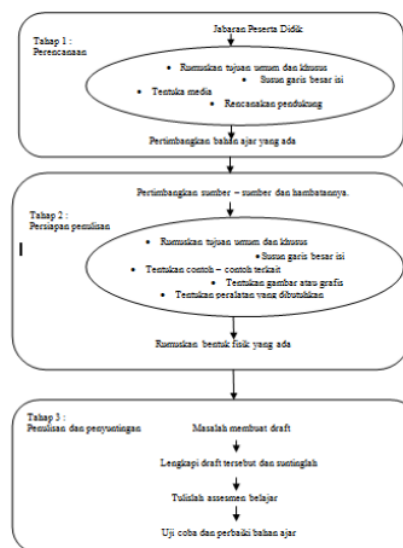 Jabaran Peserta Didik
Tahap 1 :
Perencanaan
• Rumuskan tujuan umum dan khusus
• Susun garis besar isi
• Tentuka media
• Rencanakan pendukung
Pertimbangkan bahan ajar yang ada
Pertimbangkan sumber – sumber dan hambatannya.
Tahap 2 :
Persiapan penulisan
• Rumuskan tujuan umum dan khusus
•Susun garis besar isi
• Tentukan contoh – contoh terkait
• Tentukan gambar atau grafis
• Tentukan peralatan yang dibutuhkan
Rumuskan bentuk fisik yang ada
Tahap 3 :
Penulisan dan penyuntingan
Masalah membuat draft
Lengkapi draft tersebut dan suntinglah
Tulislah assesmen belajar
Uji coba dan perbaiki bahan ajar